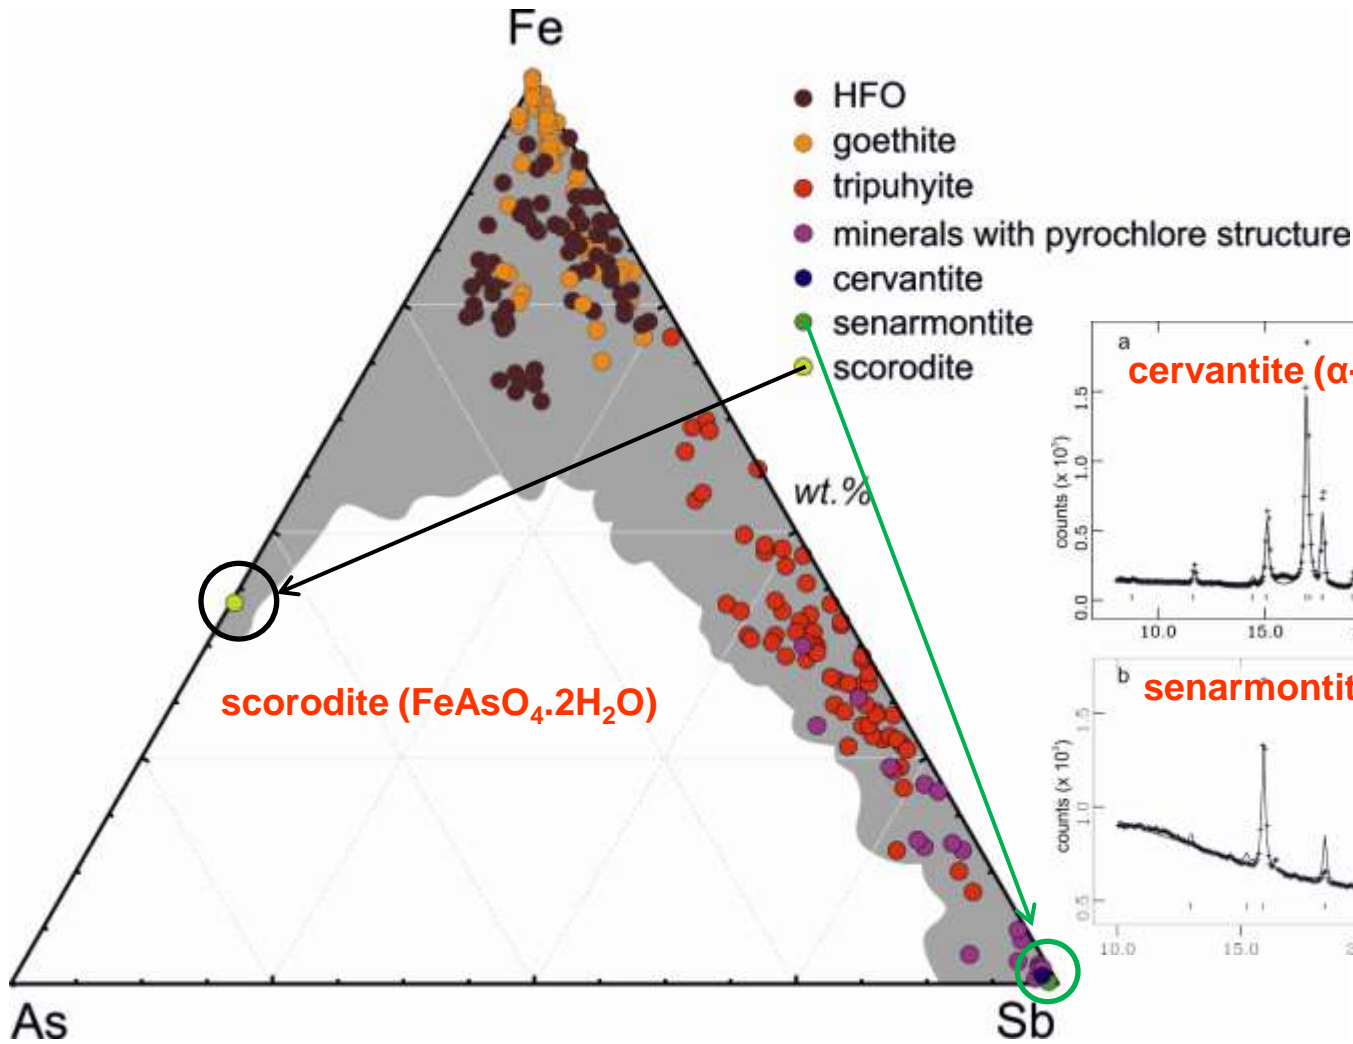 Fe
HFO
goethite
tripuhyite
minerals with pyrochlore structure
cervantite
senarmontite
scorodite
wt.%
scorodite (FeAsO₄.2H₂O)
As
Sb
a
cervantite (α-
counts (x 10³)
1.5
1.0
0.5
0.0
10.0
15.0
2
b
senarmontit
counts (x 10³)
1.5
1.0
0.5
10.0
15.0
2